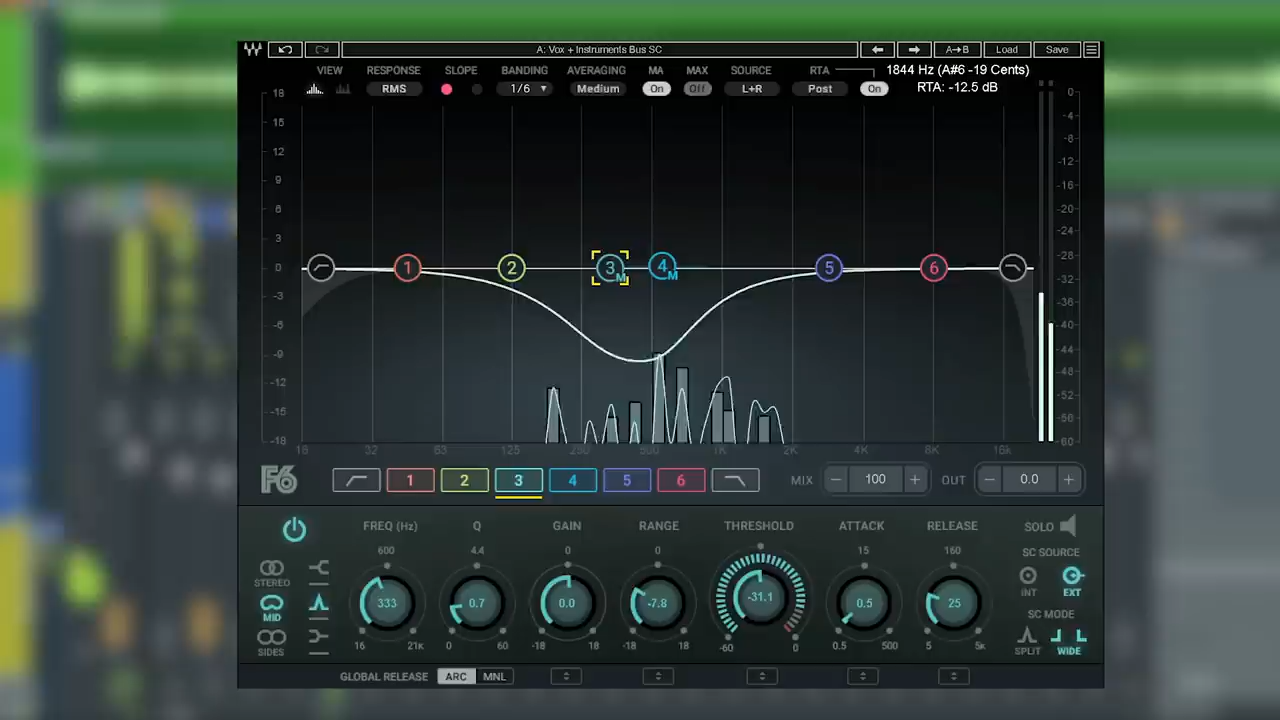 A: Vox + Instruments Bus SC
A→B
Load
Save
VIEW RESPONSE SLOPE BANDING AVERAGING MA MAX SOURCE RTA
1844 Hz (A#6 -19 Cents)
RTA: -12.5 dB
RMS 1/6 Medium On Off L+R Post On
18 0
15 -4
12 -8
9 -12
6 -16
3 -20
0 -24
-3 -28
-6 -32
-9 -36
-12 -40
-15 -44
-18 -48
-52
-56
-60
1 2 3 M 4 M 5 6
16 32 63 125 250 500 1K 2K 4K 8K 16K
F6
1 2 3 4 5 6
MIX - 100 + OUT - 0.0 +
FREQ (Hz) Q GAIN RANGE THRESHOLD ATTACK RELEASE SOLO
600 4.4 0 0 15 160
SC SOURCE
STEREO
INT EXT
333 0.7 0.0 -7.8 -31.1 0.5 25
MID
SC MODE
16 21K 0 60 -18 18 -18 18 -60 0 0.5 500 5 5k
SIDES
SPLIT WIDE
GLOBAL RELEASE ARC MNL